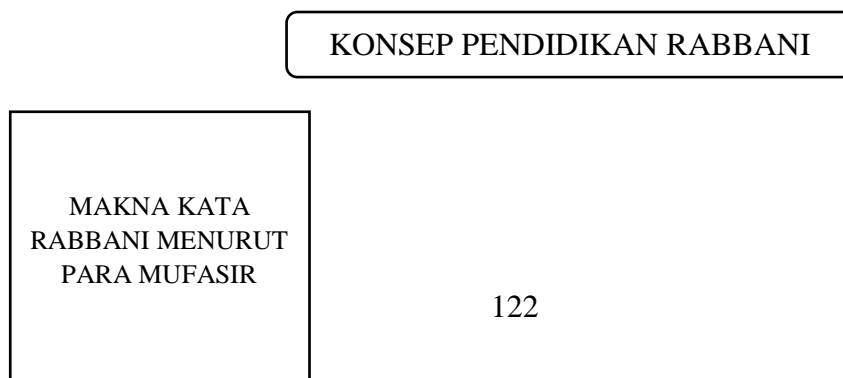 KONSEP PENDIDIKAN RABBANI
MAKNA KATA
RABBANI MENURUT
PARA MUFASIR
122